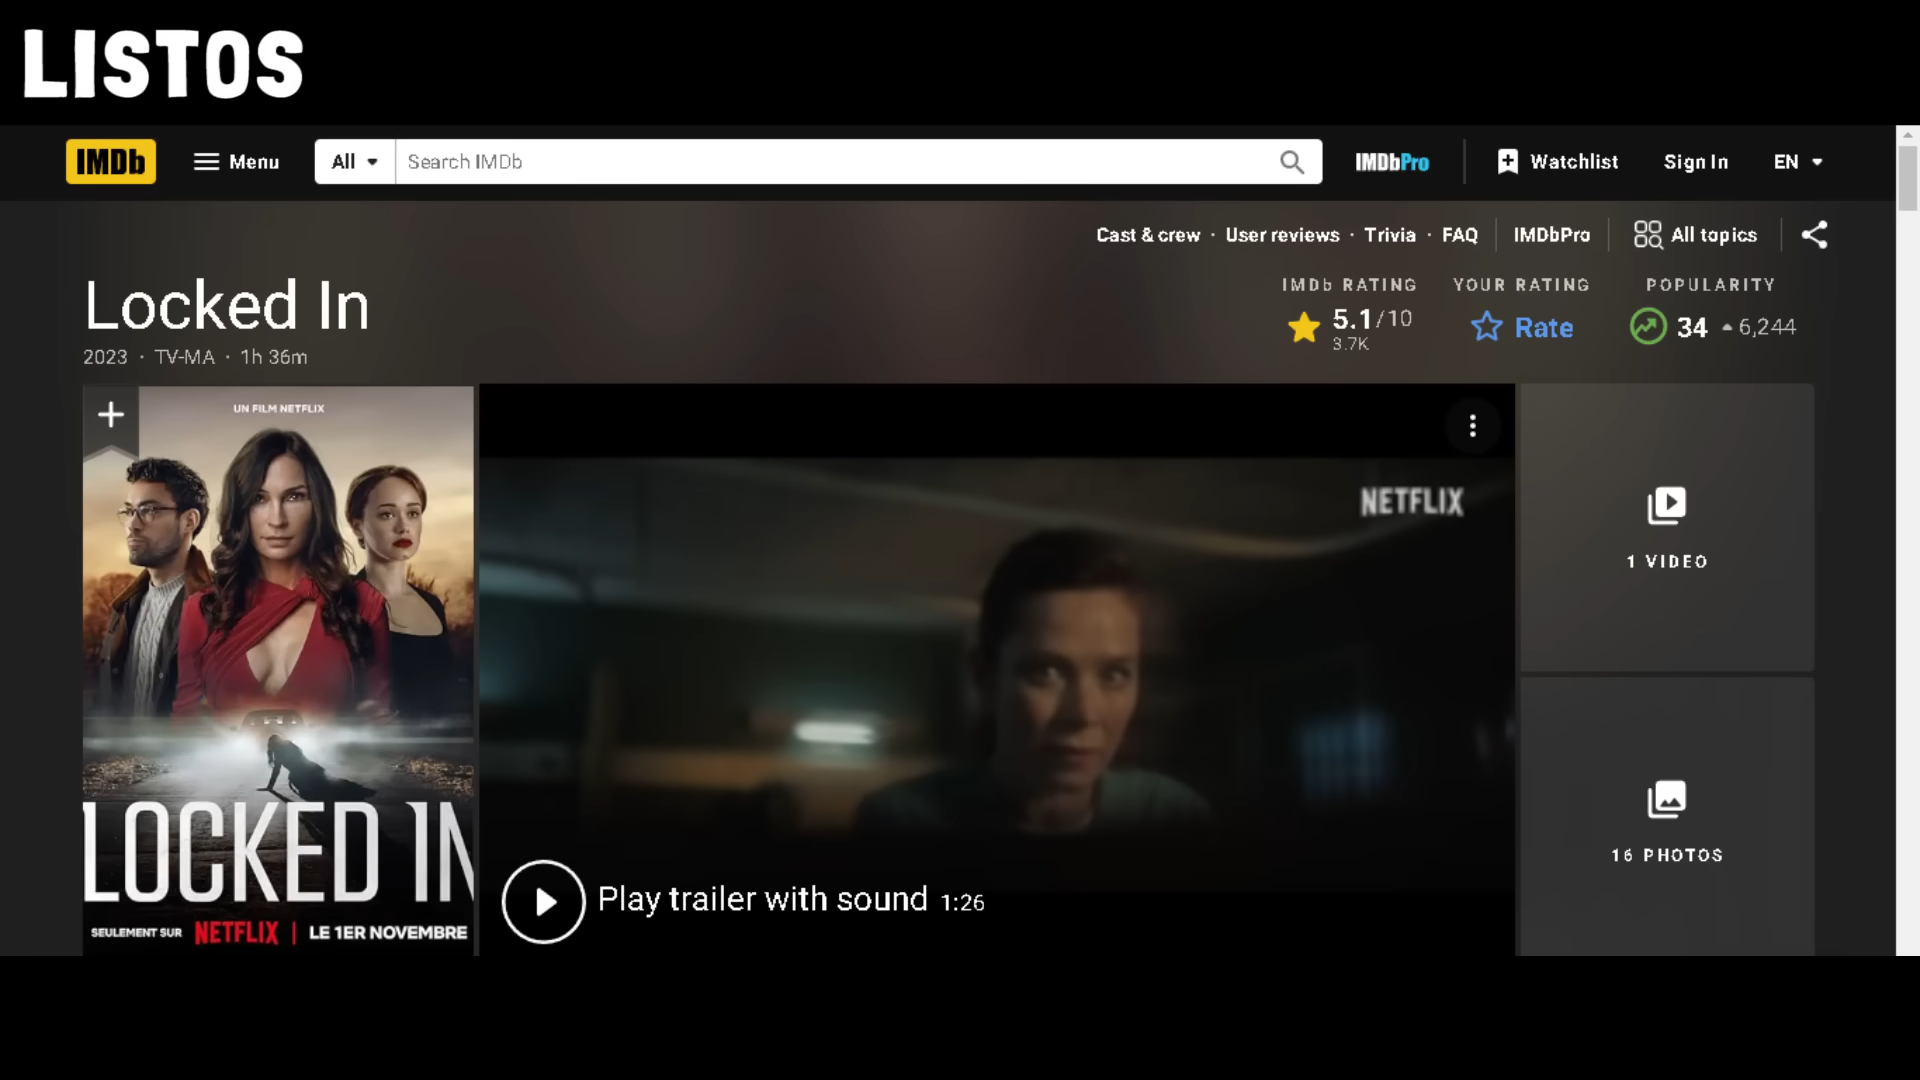 LISTOS
IMDb
Menu
All
Search IMDb
IMDbPro
Watchlist
Sign In
EN
Cast & crew · User reviews · Trivia · FAQ
IMDbPro
All topics
Locked In
2023 · TV-MA · 1h 36m
IMDb RATING
5.1/10
3.7K
YOUR RATING
Rate
POPULARITY
34
6,244
UN FILM NETFLIX
LOCKED IN
SEULEMENT SUR NETFLIX | LE 1ER NOVEMBRE
NETFLIX
Play trailer with sound 1:26
1 VIDEO
16 PHOTOS